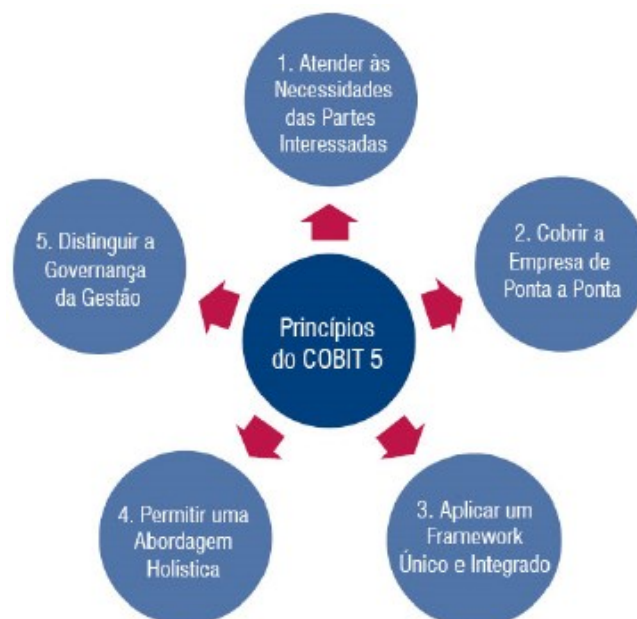 1. Atender às
Necessidades
das Partes
Interessadas
5. Distinguir a
Governança
da Gestão
2. Cobrir a
Empresa de
Ponta a Ponta
Princípios
do COBIT 5
4. Permitir uma
Abordagem
Holística
3. Aplicar um
Framework
Único e Integrado